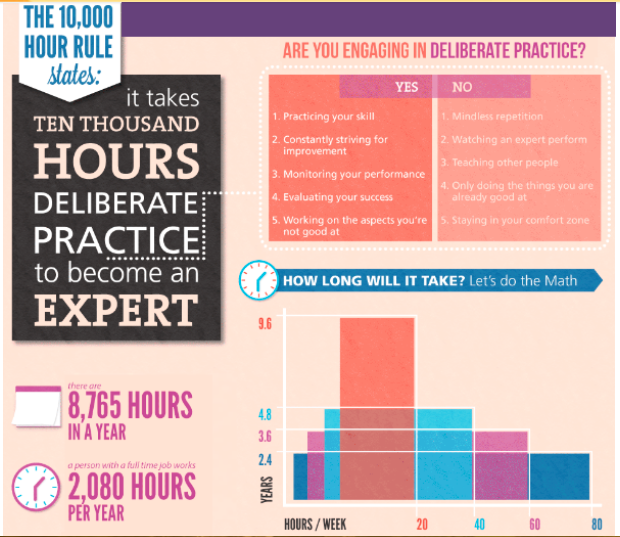 THE 10,000
HOUR RULE
states:
it takes
TEN THOUSAND
HOURS
DELIBERATE
PRACTICE
to become an
EXPERT
ARE YOU ENGAGING IN DELIBERATE PRACTICE?
YES
1. Practicing your skill
2. Constantly striving for
improvement
3. Monitoring your performance
4. Evaluating your success
5. Working on the aspects you're
not good at
NO
1. Mindless repetition
2. Watching an expert perform
3. Teaching other people
4. Only doing the things you are
already good at
5. Staying in your comfort zone
HOW LONG WILL IT TAKE? Let's do the Math
9.6
4.8
3.6
2.4
YEARS
HOURS / WEEK
20
40
60
80
there are
8,765 HOURS
IN A YEAR
a person with a full time job works
2,080 HOURS
PER YEAR